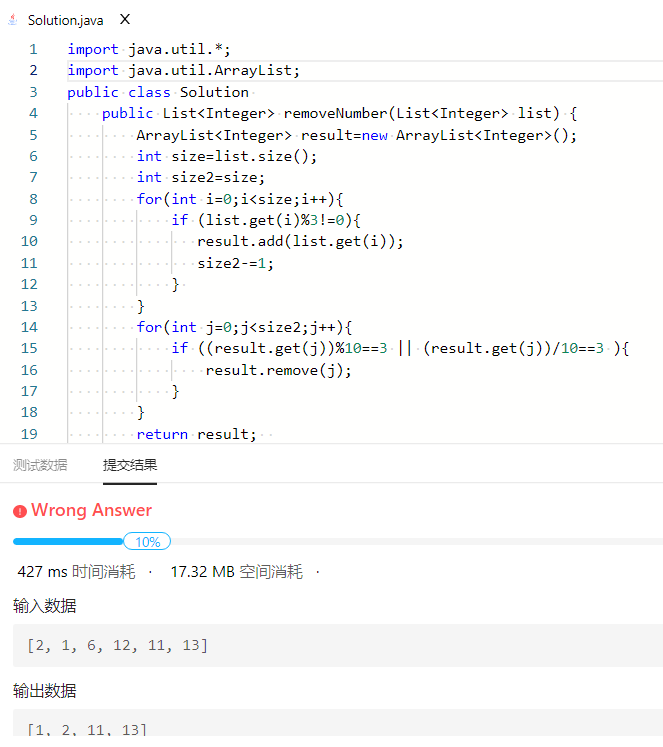 Solution.java X
1 import java.util.*;
2 import java.util.ArrayList;
3 public class Solution
4 public List<Integer> removeNumber(List<Integer> list) {
5 ArrayList<Integer> result=new ArrayList<Integer>();
6 int size=list.size();
7 int size2=size;
8 for(int i=0;i<size;i++){
9 if (list.get(i)%3!=0){
10 result.add(list.get(i));
11 size2-=1;
12 }
13 }
14 for(int j=0;j<size2;j++){
15 if ((result.get(j))%10==3 || (result.get(j))/10==3 ){
16 result.remove(j);
17 }
18 }
19 return result;
测试数据 提交结果
Wrong Answer
10%
427 ms 时间消耗 · 17.32 MB 空间消耗 ·
输入数据
[2, 1, 6, 12, 11, 13]
输出数据
[1, 2, 11, 13]